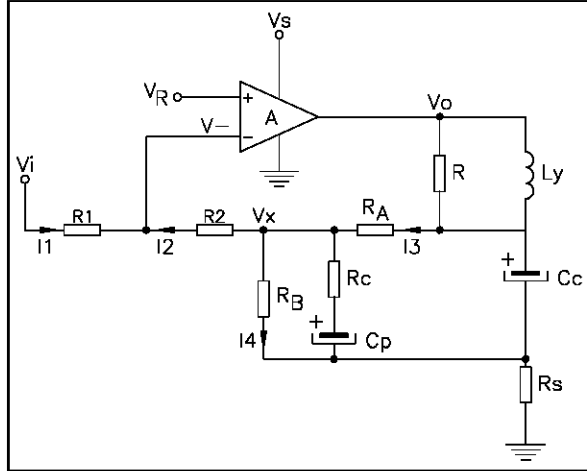 Vs
VR
+
A
Vo
V−
−
Vi
R
Ly
R1
R2
Vx
RA
I1
I2
I3
+
Cc
RB
Rc
I4
+
Cp
Rs